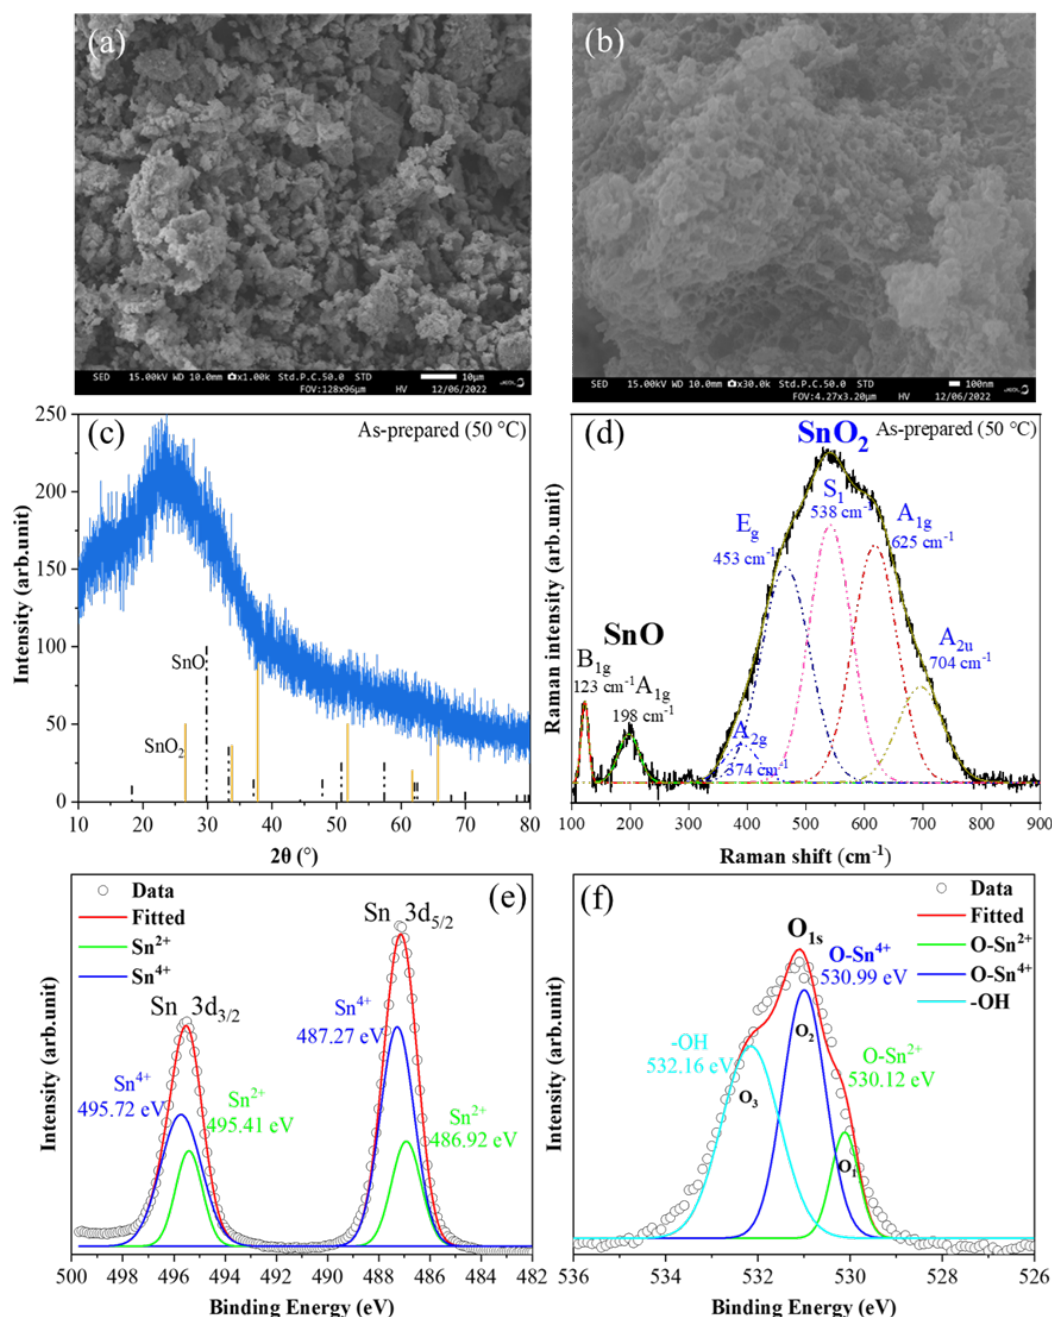 (a)
SED 15.00kV WD 10.0mm x1.00k Std.P.C.50.0 STD 10μm
FOV:128x96μm HV 12/06/2022
(b)
SED 15.00kV WD 10.0mm x30.0k Std.P.C.50.0 STD 100nm
FOV:4.27x3.20μm HV 12/06/2022
(c)
As-prepared (50 °C)
Intensity (arb.unit)
250
200
150
100
50
0
SnO
SnO₂
10 20 30 40 50 60 70 80
2θ (°)
(d)
SnO₂
As-prepared (50 °C)
Raman intensity (arb.unit)
S₁
538 cm⁻¹
E_g
453 cm⁻¹
A₁g
625 cm⁻¹
SnO
B₁g
123 cm⁻¹
A₁g
198 cm⁻¹
A₂g
374 cm⁻¹
A₂u
704 cm⁻¹
100 200 300 400 500 600 700 800 900
Raman shift (cm⁻¹)
(e)
Data
Fitted
Sn²⁺
Sn⁴⁺
Sn 3d₅/₂
Sn 3d₃/₂
Sn⁴⁺
487.27 eV
Sn⁴⁺
495.72 eV
Sn²⁺
495.41 eV
Sn²⁺
486.92 eV
Intensity (arb.unit)
500 498 496 494 492 490 488 486 484 482
Binding Energy (eV)
(f)
Data
Fitted
O-Sn²⁺
O-Sn⁴⁺
-OH
O₁s
O-Sn⁴⁺
530.99 eV
-OH
532.16 eV
O-Sn²⁺
530.12 eV
O₂
O₃
O₁
Intensity (arb.unit)
536 534 532 530 528 526
Binding Energy (eV)